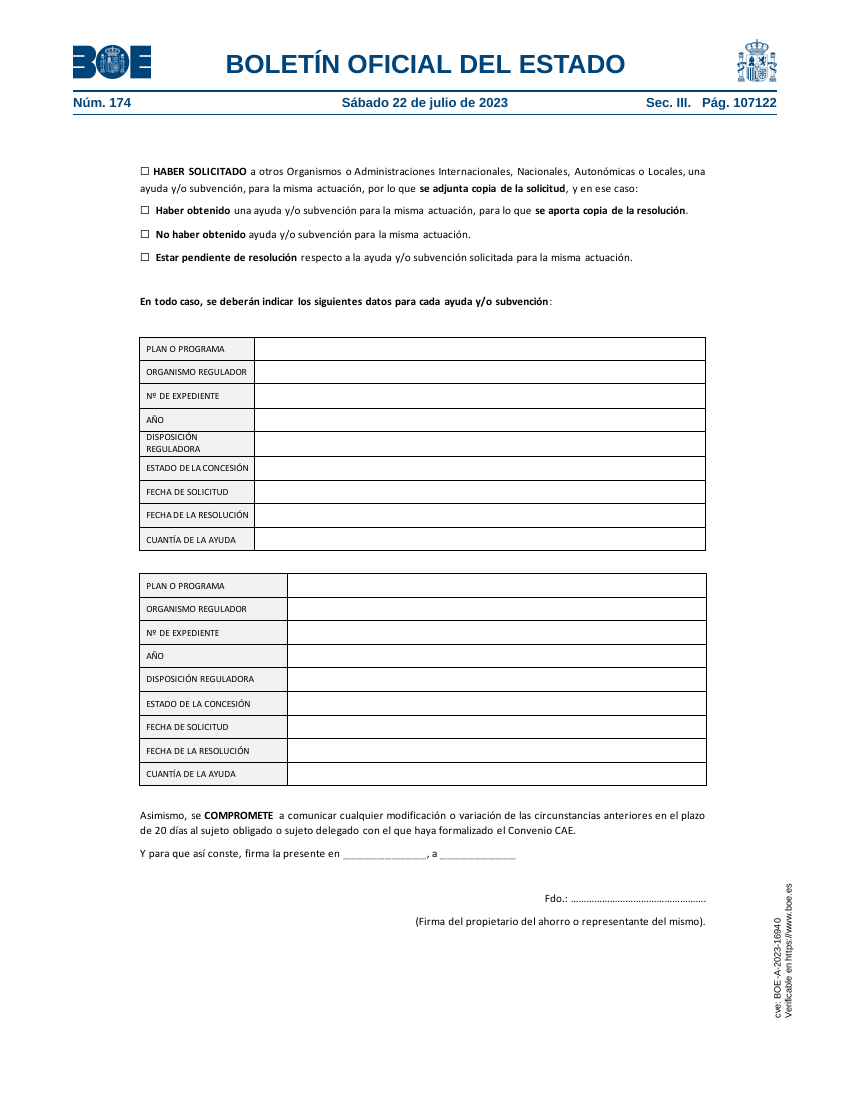 BOE
BOLETÍN OFICIAL DEL ESTADO
Núm. 174
Sábado 22 de julio de 2023
Sec. III. Pág. 107122
☐ HABER SOLICITADO a otros Organismos o Administraciones Internacionales, Nacionales, Autonómicas o Locales, una
ayuda y/o subvención, para la misma actuación, por lo que se adjunta copia de la solicitud, y en ese caso:
☐ Haber obtenido una ayuda y/o subvención para la misma actuación, para lo que se aporta copia de la resolución.
☐ No haber obtenido ayuda y/o subvención para la misma actuación.
☐ Estar pendiente de resolución respecto a la ayuda y/o subvención solicitada para la misma actuación.
En todo caso, se deberán indicar los siguientes datos para cada ayuda y/o subvención:
PLAN O PROGRAMA
ORGANISMO REGULADOR
Nº DE EXPEDIENTE
AÑO
DISPOSICIÓN
REGULADORA
ESTADO DE LA CONCESIÓN
FECHA DE SOLICITUD
FECHA DE LA RESOLUCIÓN
CUANTÍA DE LA AYUDA
PLAN O PROGRAMA
ORGANISMO REGULADOR
Nº DE EXPEDIENTE
AÑO
DISPOSICIÓN REGULADORA
ESTADO DE LA CONCESIÓN
FECHA DE SOLICITUD
FECHA DE LA RESOLUCIÓN
CUANTÍA DE LA AYUDA
Asimismo, se COMPROMETE a comunicar cualquier modificación o variación de las circunstancias anteriores en el plazo
de 20 días al sujeto obligado o sujeto delegado con el que haya formalizado el Convenio CAE.
Y para que así conste, firma la presente en ____________, a ___________
Fdo.: …………………………………………….
(Firma del propietario del ahorro o representante del mismo).
cve: BOE-A-2023-16940
Verificable en https://www.boe.es